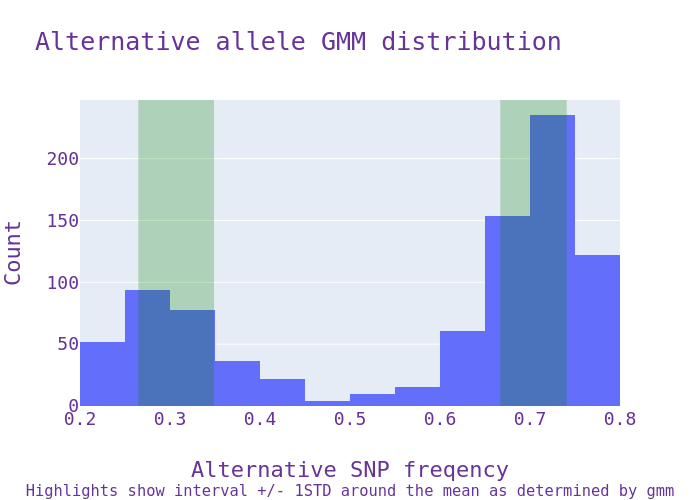 Alternative allele GMM distribution
200
150
100
50
0
Count
0.2 0.3 0.4 0.5 0.6 0.7 0.8
Alternative SNP freqency
Highlights show interval +/- 1STD around the mean as determined by gmm